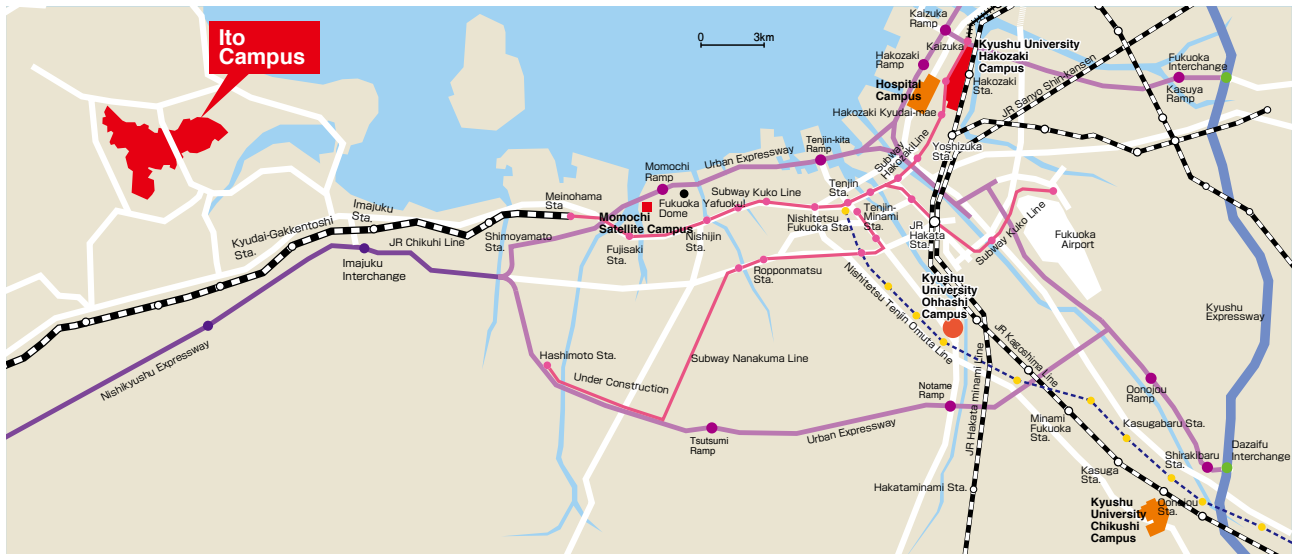 Ito
Campus
0 3km
Kaizuka
Ramp
Kaizuka
Kyushu University
Hakozaki
Campus
Hakozaki
Ramp
Hospital
Campus
Hakozaki
Sta.
JR Sanyo Shin-kansen
Fukuoka
Interchange
Kasuya
Ramp
Hakozaki Kyudai-mae
Subway
HakozakiLine
Yoshizuka
Sta.
Tenjin-kita
Ramp
Urban Expressway
Momochi
Ramp
Meinohama
Sta
Fukuoka Yafuoku!
Dome
Subway Kuko Line
Tenjin
Sta.
Tenjin-
Minami
Sta.
Nishitetsu
Fukuoka Sta.
Momochi
Satellite Campus
Imajuku
Sta.
Kyudai-Gakkentoshi
Sta.
JR Chikuhi Line
Shimoyamato
Sta.
Fujisaki
Sta.
Nishijin
Sta.
Imajuku
Interchange
Ropponmatsu
Sta.
JR
Hakata
Sta.
Subway Kuko Line
Fukuoka
Airport
Kyushu
University
Ohhashi
Campus
Nishitetsu Tenjin Omuta Line
Kyushu
Expressway
Nishikyushu Expressway
Hashimoto Sta.
Under Construction
Subway Nanakuma Line
JR Kagoshima Line
JR Hakata minami Line
Notame
Ramp
Oonojou
Ramp
Urban Expressway
Tsutsumi
Ramp
Minami
Fukuoka
Sta.
Kasugabaru Sta.
Kasuga
Sta.
Shirakibaru
Sta.
Dazaifu
Interchange
Hakataminami Sta.
Kyushu
University
Chikushi
Campus
Oonojou
Sta.